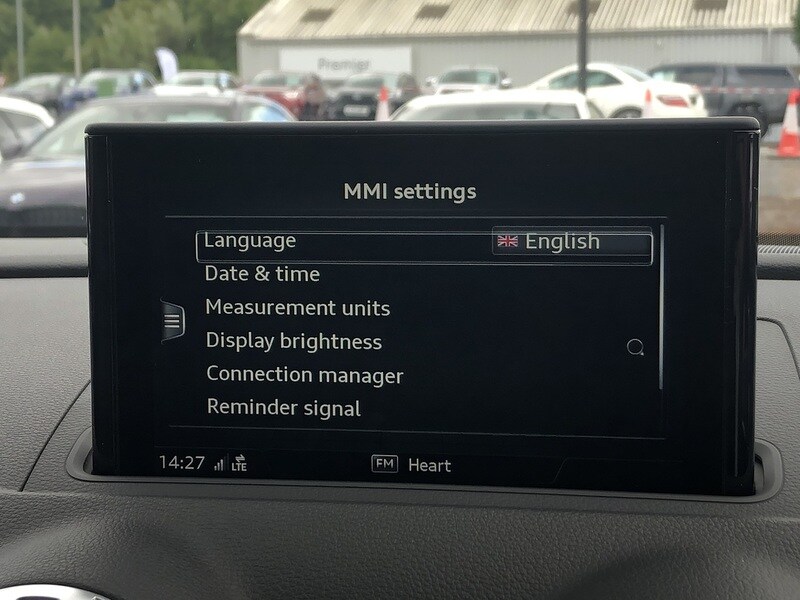 Premier
MMI settings
Language English
Date & time
Measurement units
Display brightness
Connection manager
Reminder signal
14:27 LTE FM Heart